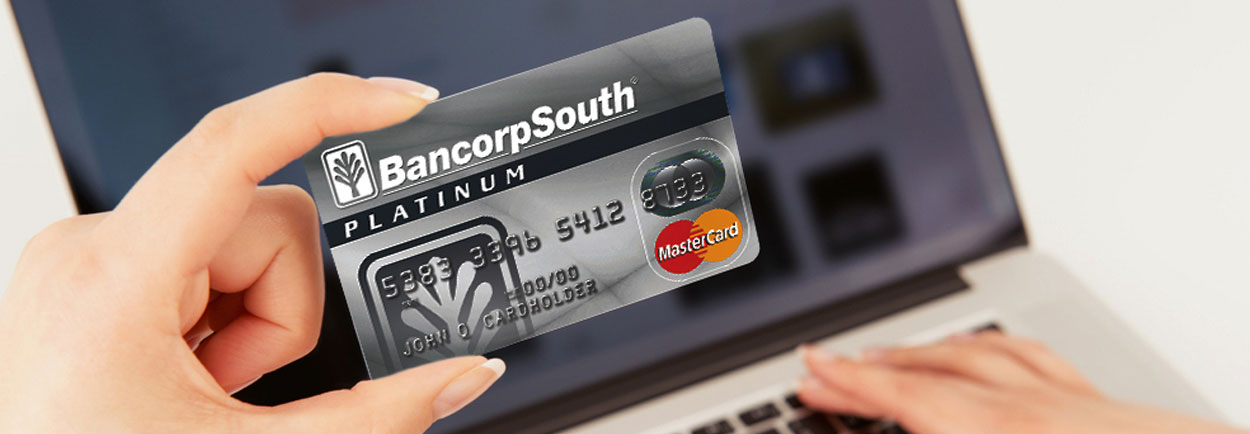 BancorpSouth®
PLATINUM
5383 3396 5412 8733
00/00
JOHN Q CARDHOLDER
MasterCard